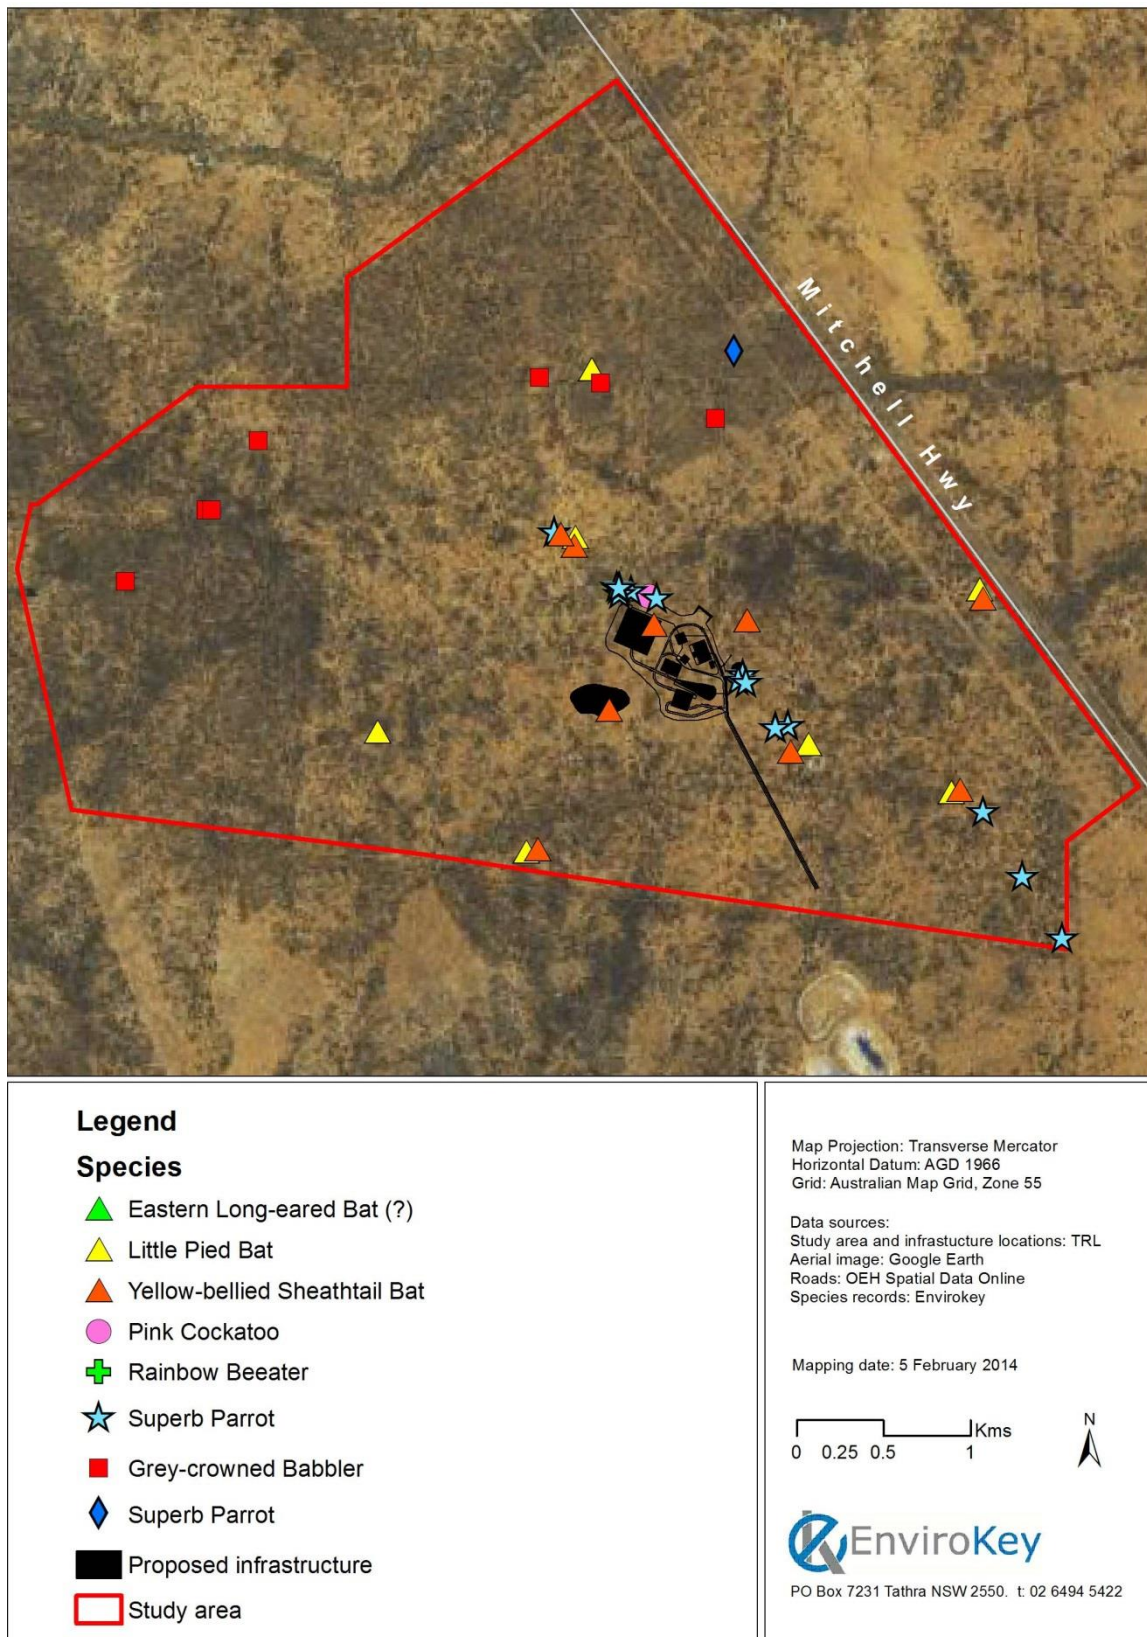 Mitchell Hwy
Legend
Species
Eastern Long-eared Bat (?)
Little Pied Bat
Yellow-bellied Sheathtail Bat
Pink Cockatoo
Rainbow Beeater
Superb Parrot
Grey-crowned Babbler
Superb Parrot
Proposed infrastructure
Study area
Map Projection: Transverse Mercator
Horizontal Datum: AGD 1966
Grid: Australian Map Grid, Zone 55
Data sources:
Study area and infrastucture locations: TRL
Aerial image: Google Earth
Roads: OEH Spatial Data Online
Species records: Envirokey
Mapping date: 5 February 2014
Kms
0 0.25 0.5 1
N
EnviroKey
PO Box 7231 Tathra NSW 2550. t: 02 6494 5422